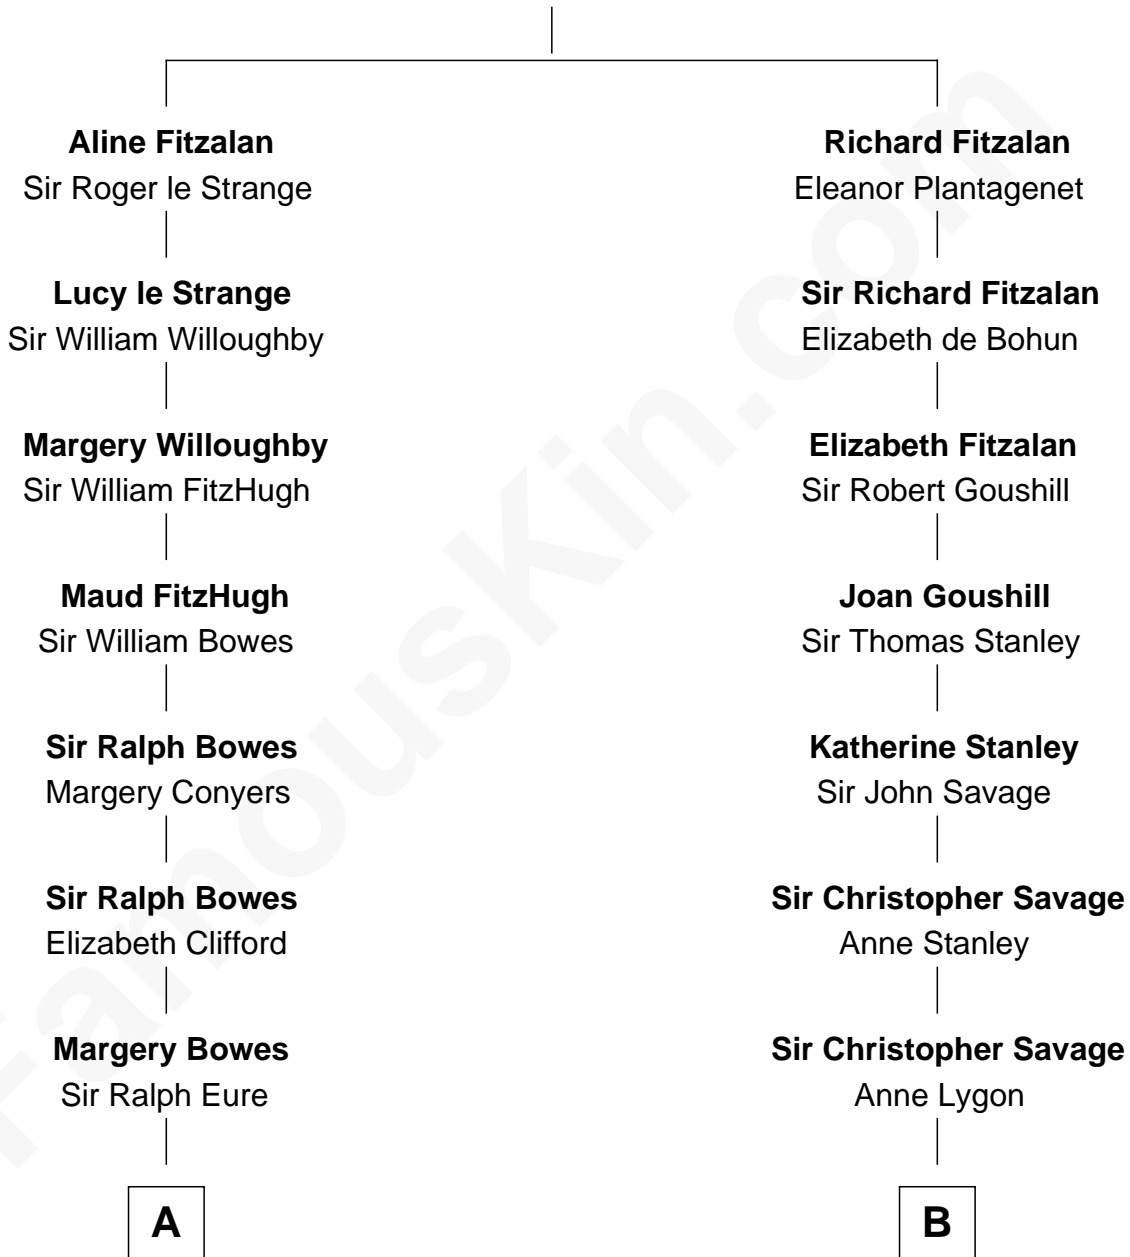 Aline Fitzalan
Sir Roger le Strange
Lucy le Strange
Sir William Willoughby
Margery Willoughby
Sir William FitzHugh
Maud FitzHugh
Sir William Bowes
Sir Ralph Bowes
Margery Conyers
Sir Ralph Bowes
Elizabeth Clifford
Margery Bowes
Sir Ralph Eure
A
Richard Fitzalan
Eleanor Plantagenet
Sir Richard Fitzalan
Elizabeth de Bohun
Elizabeth Fitzalan
Sir Robert Goushill
Joan Goushill
Sir Thomas Stanley
Katherine Stanley
Sir John Savage
Sir Christopher Savage
Anne Stanley
Sir Christopher Savage
Anne Lygon
B
FamousKin.com